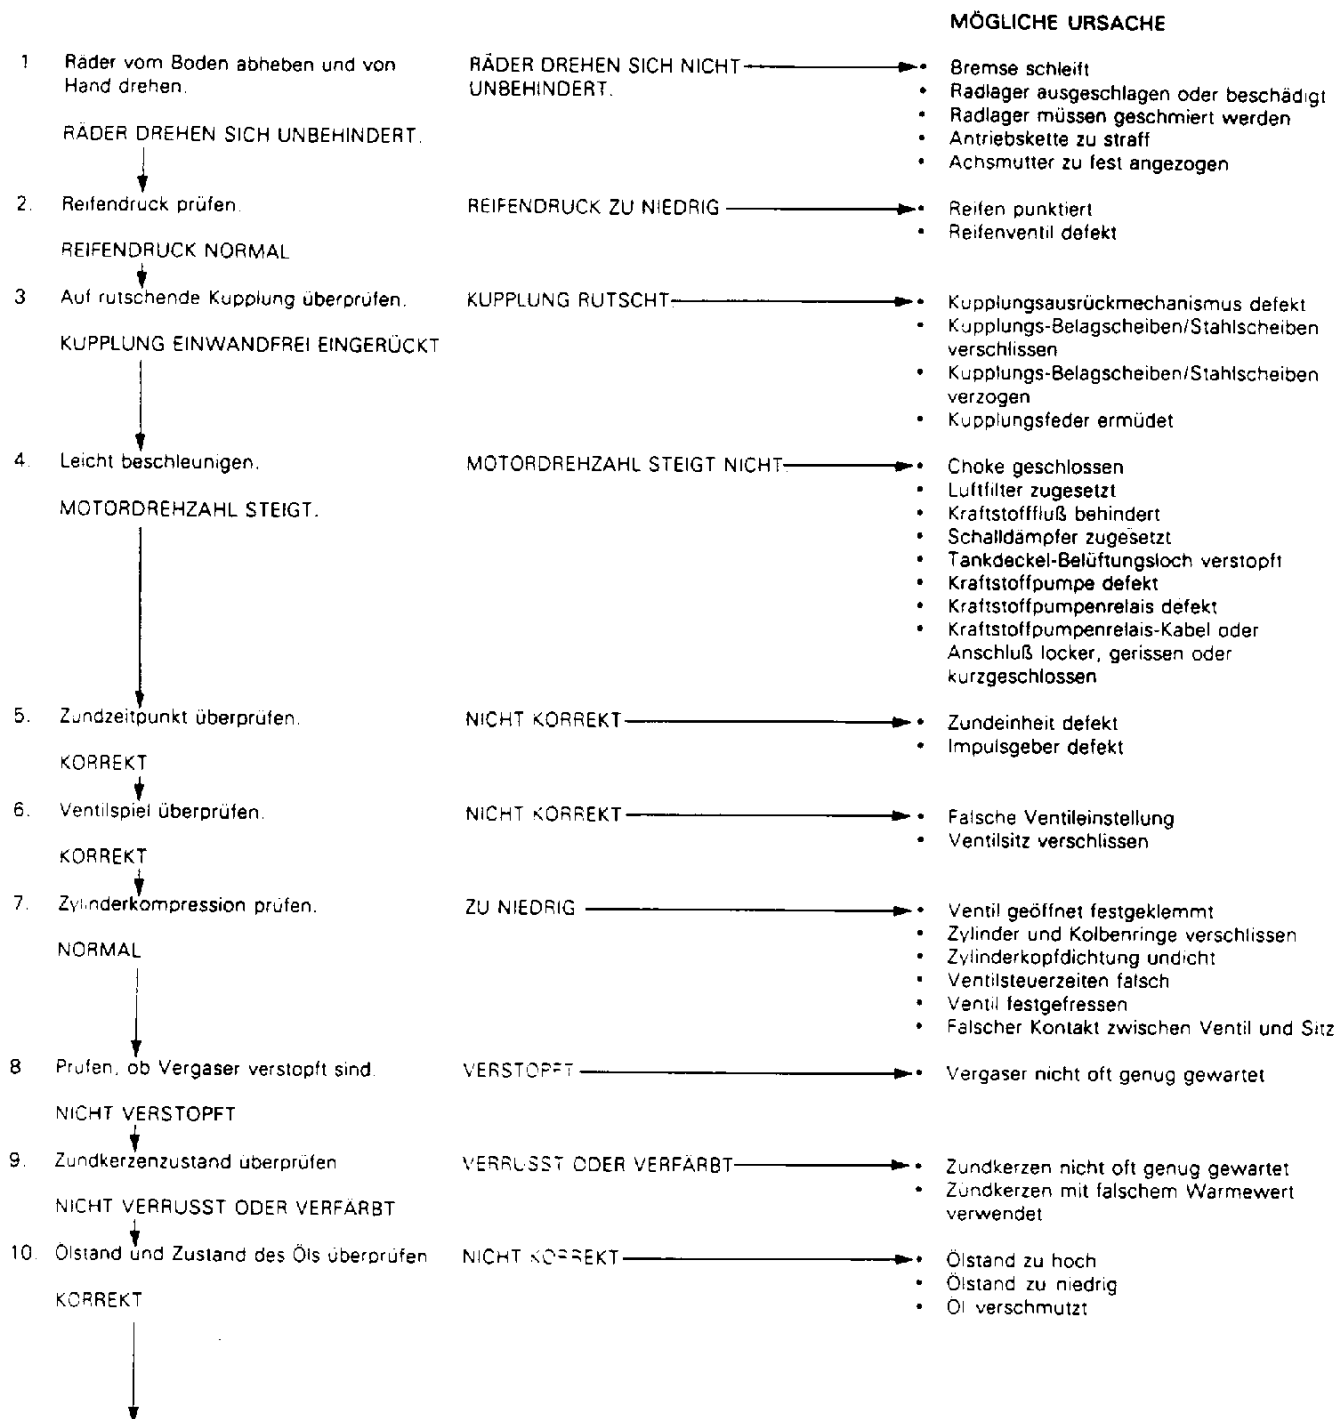 MÖGLICHE URSACHE
1 Räder vom Boden abheben und von RÄDER DREHEN SICH NICHT • Bremse schleift
Hand drehen. UNBEHINDERT. • Radlager ausgeschlagen oder beschädigt
• Radlager müssen geschmiert werden
RÄDER DREHEN SICH UNBEHINDERT. • Antriebskette zu straff
• Achsmutter zu fest angezogen
2. Reifendruck prüfen. REIFENDRUCK ZU NIEDRIG • Reifen punktiert
• Reifenventil defekt
REIFENDRUCK NORMAL
3 Auf rutschende Kupplung überprüfen. KUPPLUNG RUTSCHT • Kupplungsausrückmechanismus defekt
• Kupplungs-Belagscheiben/Stahlscheiben
KUPPLUNG EINWANDFREI EINGERÜCKT verschlissen
• Kupplungs-Belagscheiben/Stahlscheiben
verzogen
• Kupplungsfeder ermüdet
4. Leicht beschleunigen. MOTORDREHZAHL STEIGT NICHT. • Choke geschlossen
• Luftfilter zugesetzt
MOTORDREHZAHL STEIGT. • Kraftstofffluß behindert
• Schalldämpfer zugesetzt
• Tankdeckel-Belüftungsloch verstopft
• Kraftstoffpumpe defekt
• Kraftstoffpumpenrelais defekt
• Kraftstoffpumpenrelais-Kabel oder
Anschluß locker, gerissen oder
kurzgeschlossen
5. Zundzeitpunkt überprüfen. NICHT KORREKT • Zundeinheit defekt
• Impulsgeber defekt
KORREKT
6. Ventilspiel überprüfen. NICHT KORREKT • Falsche Ventileinstellung
• Ventilsitz verschlissen
KORREKT
7. Zylinderkompression prüfen. ZU NIEDRIG • Ventil geöffnet festgeklemmt
• Zylinder und Kolbenringe verschlissen
NORMAL • Zylinderkopfdichtung undicht
• Ventilsteuerzeiten falsch
• Ventil festgefressen
• Falscher Kontakt zwischen Ventil und Sitz
8 Prufen, ob Vergaser verstopft sind. VERSTOPFT • Vergaser nicht oft genug gewartet
NICHT VERSTOPFT
9. Zundkerzenzustand überprüfen VERRUSST ODER VERFÄRBT • Zundkerzen nicht oft genug gewartet
• Zündkerzen mit falschem Warmewert
NICHT VERRUSST ODER VERFÄRBT verwendet
10. Ölstand und Zustand des Öls überprüfen NICHT KORREKT • Ölstand zu hoch
• Ölstand zu niedrig
KORREKT • Öl verschmutzt